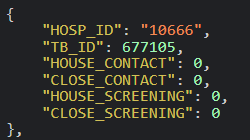 {
"HOSP_ID": "10666",
"TB_ID": 677105,
"HOUSE_CONTACT": 0,
"CLOSE_CONTACT": 0,
"HOUSE_SCREENING": 0,
"CLOSE_SCREENING": 0
},